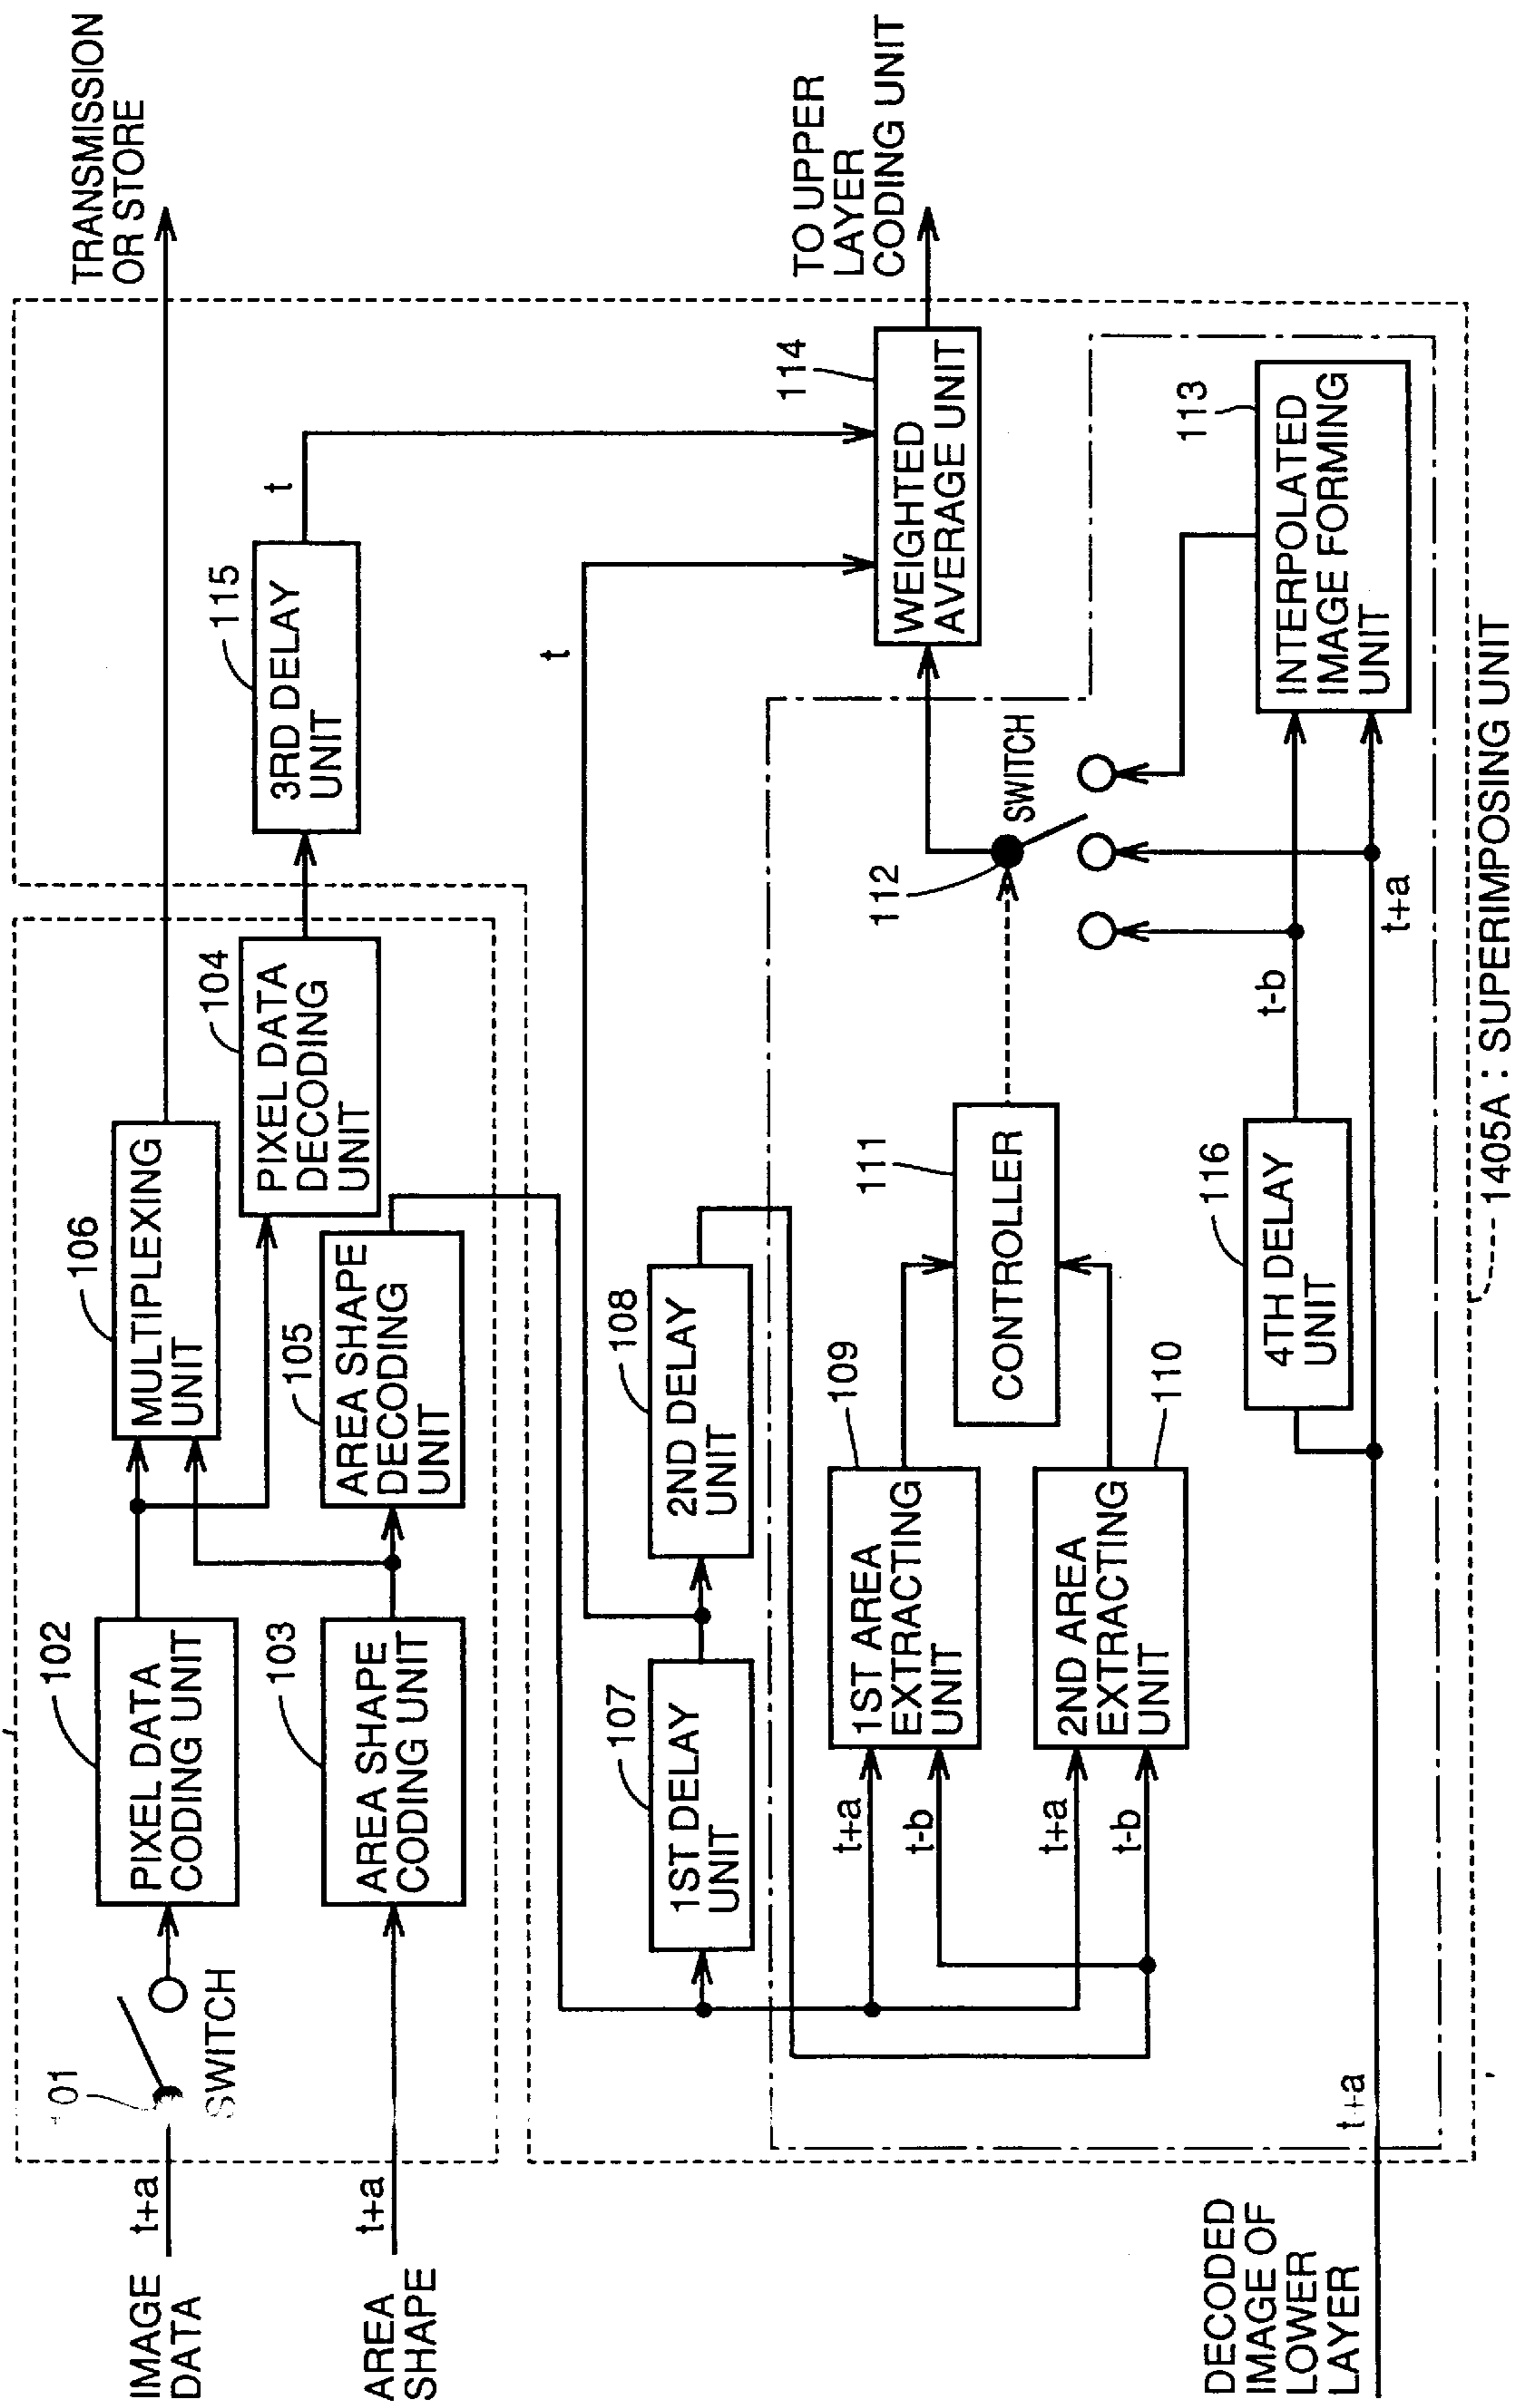 IMAGE
DATA
t+a
01
SWITCH
102
PIXEL DATA
CODING UNIT
106
MULTIPLEXING
UNIT
TRANSMISSION
OR STORE
AREA
SHAPE
t+a
103
AREA SHAPE
CODING UNIT
105
AREA SHAPE
DECODING
UNIT
104
PIXEL DATA
DECODING
UNIT
115
3RD DELAY
UNIT
t
107
1ST DELAY
UNIT
108
2ND DELAY
UNIT
t
114
WEIGHTED
AVERAGE UNIT
TO UPPER
LAYER
CODING UNIT
t+a
t-b
109
1ST AREA
EXTRACTING
UNIT
t+a
t-b
110
2ND AREA
EXTRACTING
UNIT
111
CONTROLLER
112
SWITCH
113
INTERPOLATED
IMAGE FORMING
UNIT
116
4TH DELAY
UNIT
t-b
t+a
DECODED
IMAGE OF
LOWER
LAYER
t+a
1405A : SUPERIMPOSING UNIT